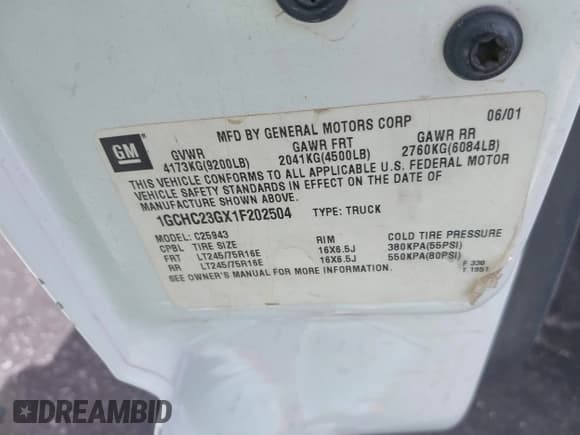 06/01
MFD BY GENERAL MOTORS CORP
GM
GVWR GAWR FRT GAWR RR
4173KG(9200LB) 2041KG(4500LB) 2760KG(6084LB)
THIS VEHICLE CONFORMS TO ALL APPLICABLE U.S. FEDERAL MOTOR
VEHICLE SAFETY STANDARDS IN EFFECT ON THE DATE OF
MANUFACTURE SHOWN ABOVE.
1GCHC23GX1F202504 TYPE: TRUCK
MODEL: C25943
CPBL TIRE SIZE RIM COLD TIRE PRESSURE
FRT LT245/75R16E 16X6.5J 380KPA(55PSI)
RR LT245/75R16E 16X6.5J 550KPA(80PSI)
SEE OWNER'S MANUAL FOR MORE INFORMATION.
F 330
T 1951
DREAMBID